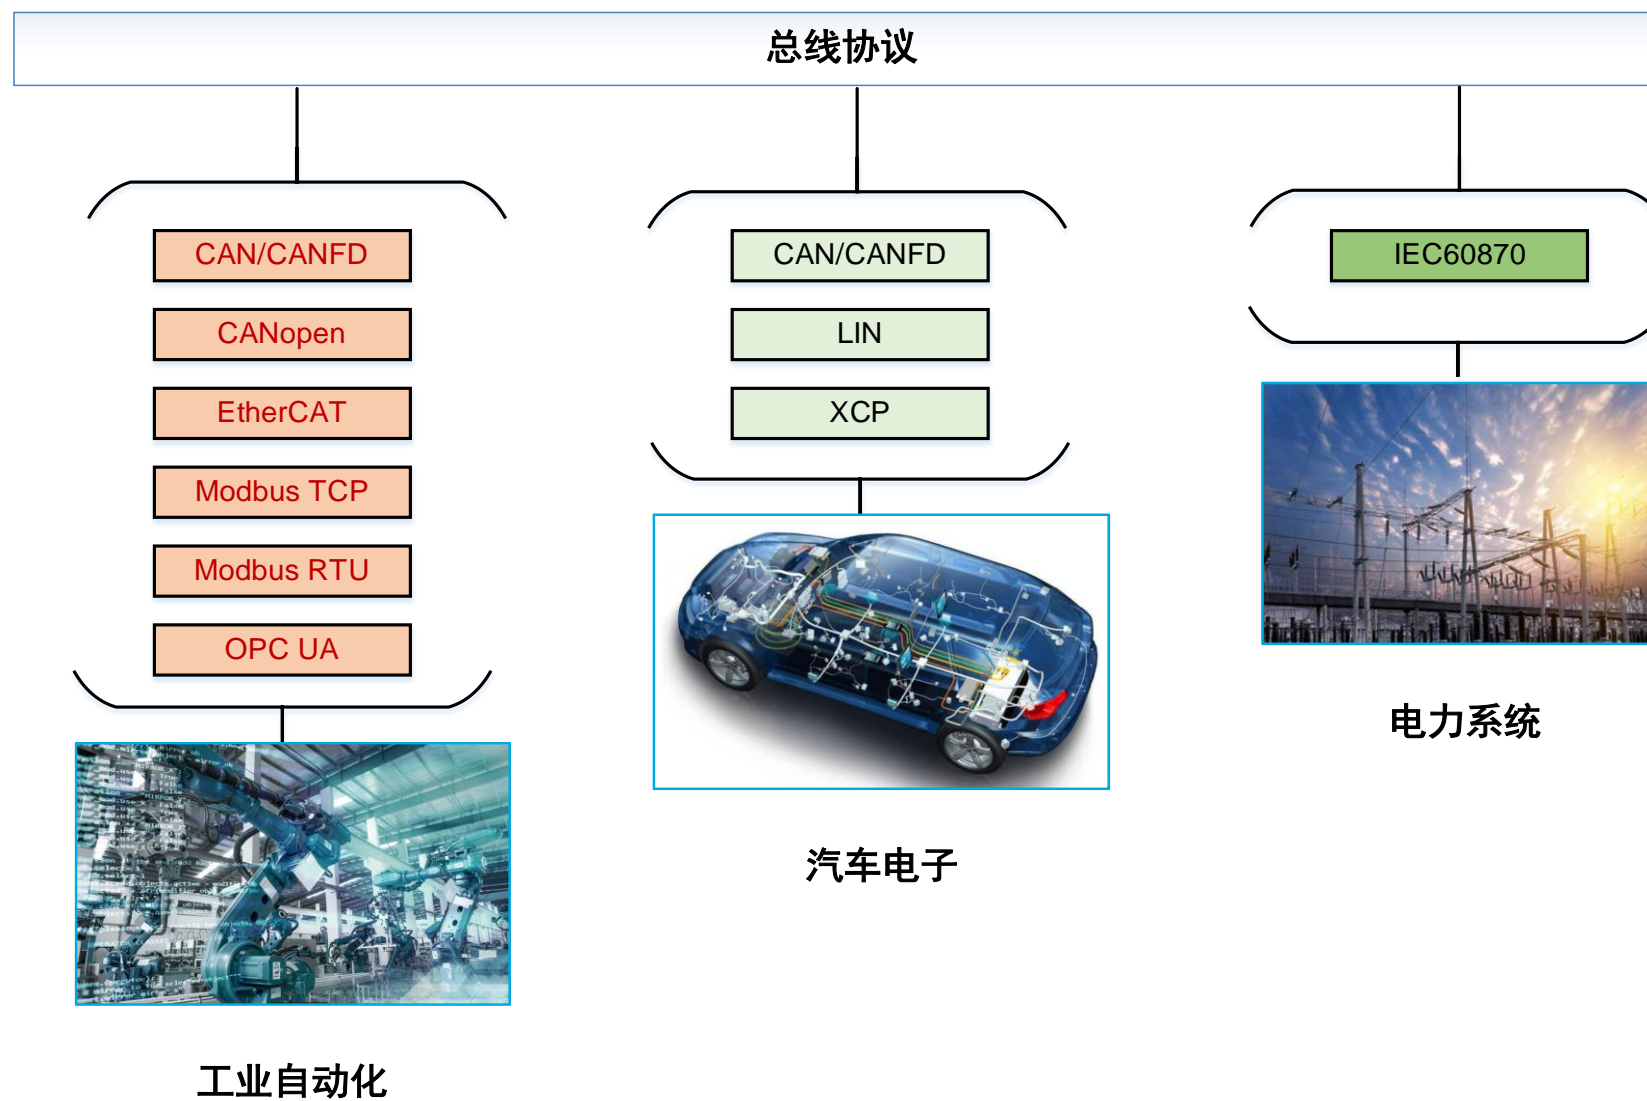 总线协议
CAN/CANFD
CANopen
EtherCAT
Modbus TCP
Modbus RTU
OPC UA
工业自动化
CAN/CANFD
LIN
XCP
汽车电子
IEC60870
电力系统